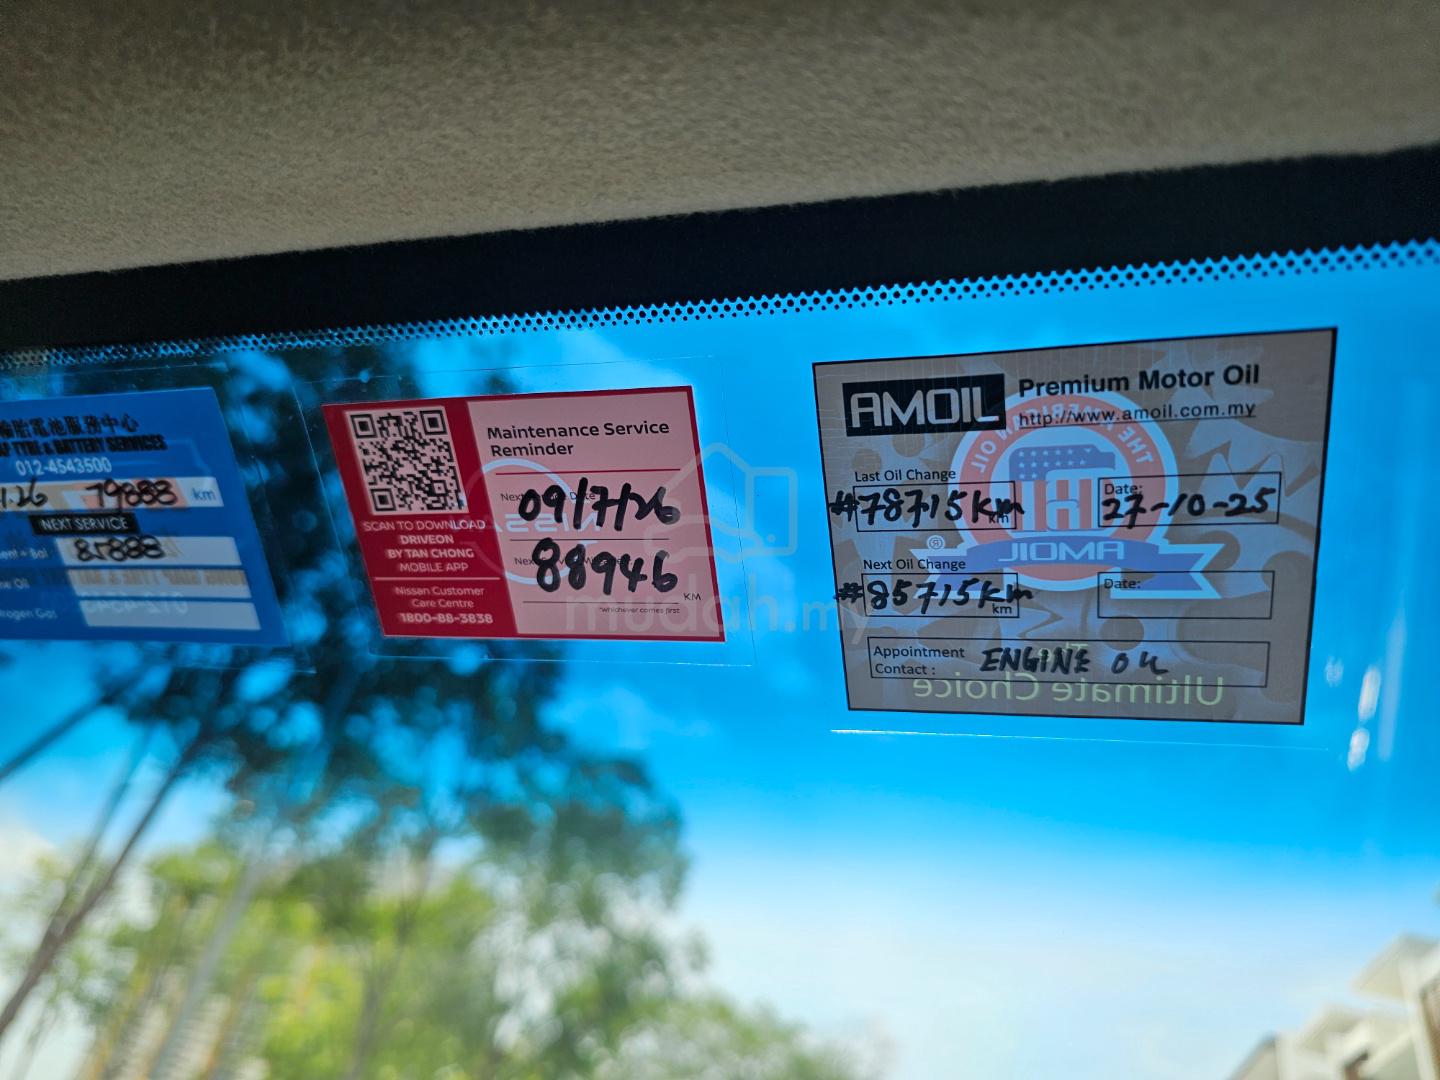 輪胎電池服務中心
TYRE & BATTERY SERVICES
012-4543500
.26 79888 km
NEXT SERVICE
85888
Maintenance Service
Reminder
09/7/26
88946
KM
*Whichever comes first
SCAN TO DOWNLOAD
DRIVEON
BY TAN CHONG
MOBILE APP
Nissan Customer
Care Centre
1800-88-3838
AMOIL Premium Motor Oil
http://www.amoil.com.my
Last Oil Change
#78715km km Date: 27-10-25
Next Oil Change
#85715km km Date:
Appointment
Contact : ENGINE OIL
AMOIL
The
Ultimate Choice
mudah.my